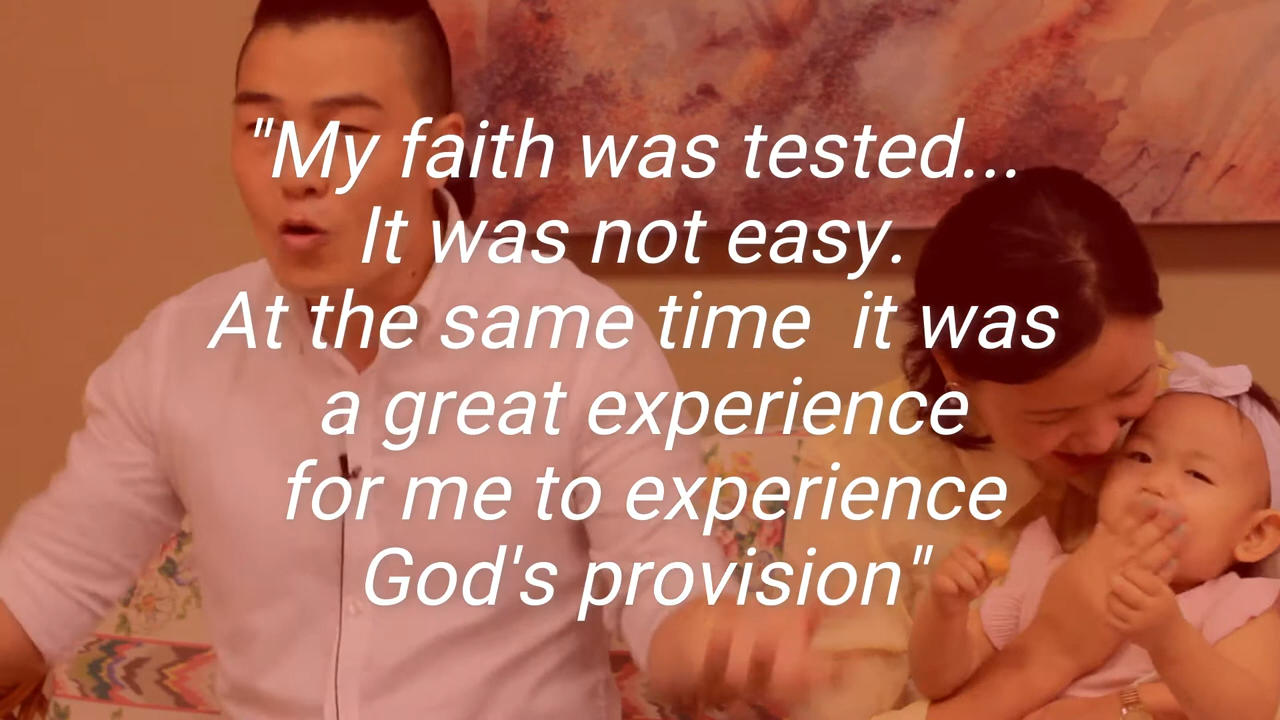 "My faith was tested...
It was not easy.
At the same time  it was
a great experience
for me to experience
God's provision"